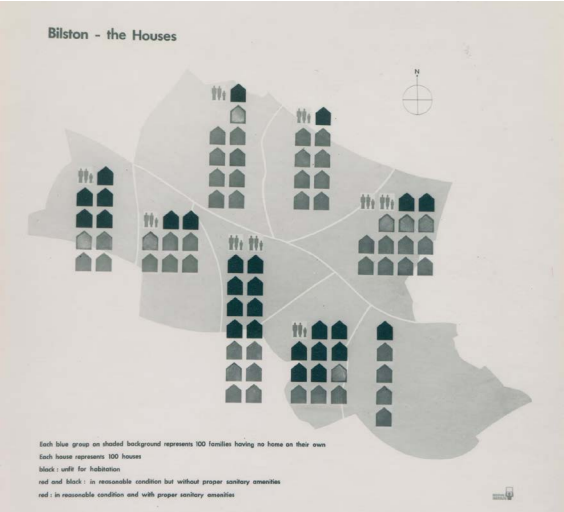 Bilston - the Houses
N
Each blue group on shaded background represents 100 families having no home on their own
Each house represents 100 houses
black : unfit for habitation
red and black : in reasonable condition but without proper sanitary amenities
red : in reasonable condition and with proper sanitary amenities